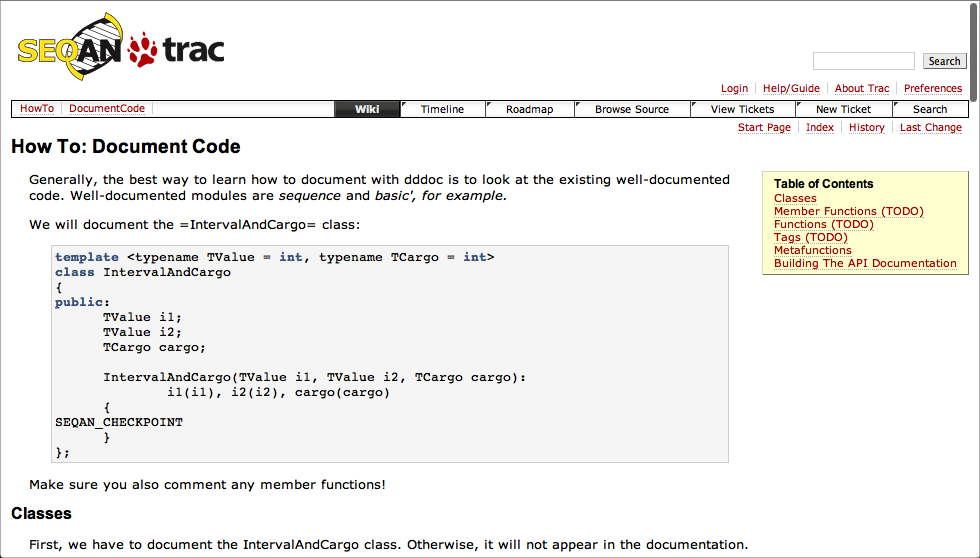 SEQAN trac
Search
Login Help/Guide About Trac Preferences
HowTo DocumentCode Wiki Timeline Roadmap Browse Source View Tickets New Ticket Search
Start Page Index History Last Change
How To: Document Code
Generally, the best way to learn how to document with dddoc is to look at the existing well-documented
code. Well-documented modules are sequence and basic', for example.
We will document the =IntervalAndCargo= class:
template <typename TValue = int, typename TCargo = int>
class IntervalAndCargo
{
public:
TValue i1;
TValue i2;
TCargo cargo;
IntervalAndCargo(TValue i1, TValue i2, TCargo cargo):
i1(i1), i2(i2), cargo(cargo)
{
SEQAN_CHECKPOINT
}
};
Make sure you also comment any member functions!
Classes
First, we have to document the IntervalAndCargo class. Otherwise, it will not appear in the documentation.
Table of Contents
Classes
Member Functions (TODO)
Functions (TODO)
Tags (TODO)
Metafunctions
Building The API Documentation